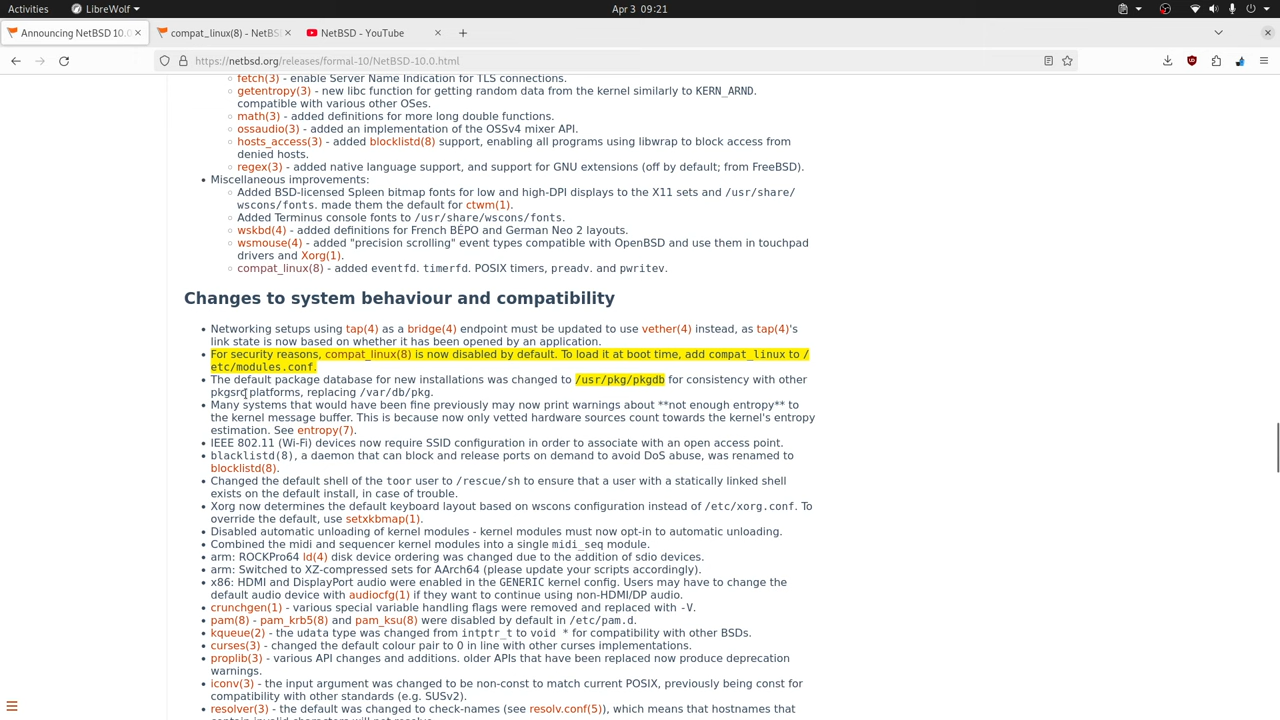 Activities LibreWolf Apr 3 09:21
Announcing NetBSD 10.0 × compat_linux(8) - NetBS × NetBSD - YouTube × +
https://netbsd.org/releases/formal-10/NetBSD-10.0.html
fetch(3) - enable Server Name Indication for TLS connections.
getentropy(3) - new libc function for getting random data from the kernel similarly to KERN_ARND.
compatible with various other OSes.
math(3) - added definitions for more long double functions.
ossaudio(3) - added an implementation of the OSSv4 mixer API.
hosts_access(3) - added blocklistd(8) support, enabling all programs using libwrap to block access from
denied hosts.
regex(3) - added native language support, and support for GNU extensions (off by default; from FreeBSD).
• Miscellaneous improvements:
Added BSD-licensed Spleen bitmap fonts for low and high-DPI displays to the X11 sets and /usr/share/
wscons/fonts. made them the default for ctwm(1).
Added Terminus console fonts to /usr/share/wscons/fonts.
wskbd(4) - added definitions for French BÉPO and German Neo 2 layouts.
wsmouse(4) - added "precision scrolling" event types compatible with OpenBSD and use them in touchpad
drivers and Xorg(1).
compat_linux(8) - added eventfd. timerfd. POSIX timers, preadv. and pwritev.
Changes to system behaviour and compatibility
• Networking setups using tap(4) as a bridge(4) endpoint must be updated to use vether(4) instead, as tap(4)'s
link state is now based on whether it has been opened by an application.
• For security reasons, compat_linux(8) is now disabled by default. To load it at boot time, add compat_linux to /
etc/modules.conf.
• The default package database for new installations was changed to /usr/pkg/pkgdb for consistency with other
pkgsrc platforms, replacing /var/db/pkg.
• Many systems that would have been fine previously may now print warnings about **not enough entropy** to
the kernel message buffer. This is because now only vetted hardware sources count towards the kernel's entropy
estimation. See entropy(7).
• IEEE 802.11 (Wi-Fi) devices now require SSID configuration in order to associate with an open access point.
• blacklistd(8), a daemon that can block and release ports on demand to avoid DoS abuse, was renamed to
blocklistd(8).
• Changed the default shell of the toor user to /rescue/sh to ensure that a user with a statically linked shell
exists on the default install, in case of trouble.
• Xorg now determines the default keyboard layout based on wscons configuration instead of /etc/xorg.conf. To
override the default, use setxkbmap(1).
• Disabled automatic unloading of kernel modules - kernel modules must now opt-in to automatic unloading.
• Combined the midi and sequencer kernel modules into a single midi_seq module.
• arm: ROCKPro64 ld(4) disk device ordering was changed due to the addition of sdio devices.
• arm: Switched to XZ-compressed sets for AArch64 (please update your scripts accordingly).
• x86: HDMI and DisplayPort audio were enabled in the GENERIC kernel config. Users may have to change the
default audio device with audiocfg(1) if they want to continue using non-HDMI/DP audio.
• crunchgen(1) - various special variable handling flags were removed and replaced with -V.
• pam(8) - pam_krb5(8) and pam_ksu(8) were disabled by default in /etc/pam.d.
• kqueue(2) - the udata type was changed from intptr_t to void * for compatibility with other BSDs.
• curses(3) - changed the default colour pair to 0 in line with other curses implementations.
• proplib(3) - various API changes and additions. older APIs that have been replaced now produce deprecation
warnings.
• iconv(3) - the input argument was changed to be non-const to match current POSIX, previously being const for
compatibility with other standards (e.g. SUSv2).
• resolver(3) - the default was changed to check-names (see resolv.conf(5)), which means that hostnames that
contain invalid characters will not resolve.